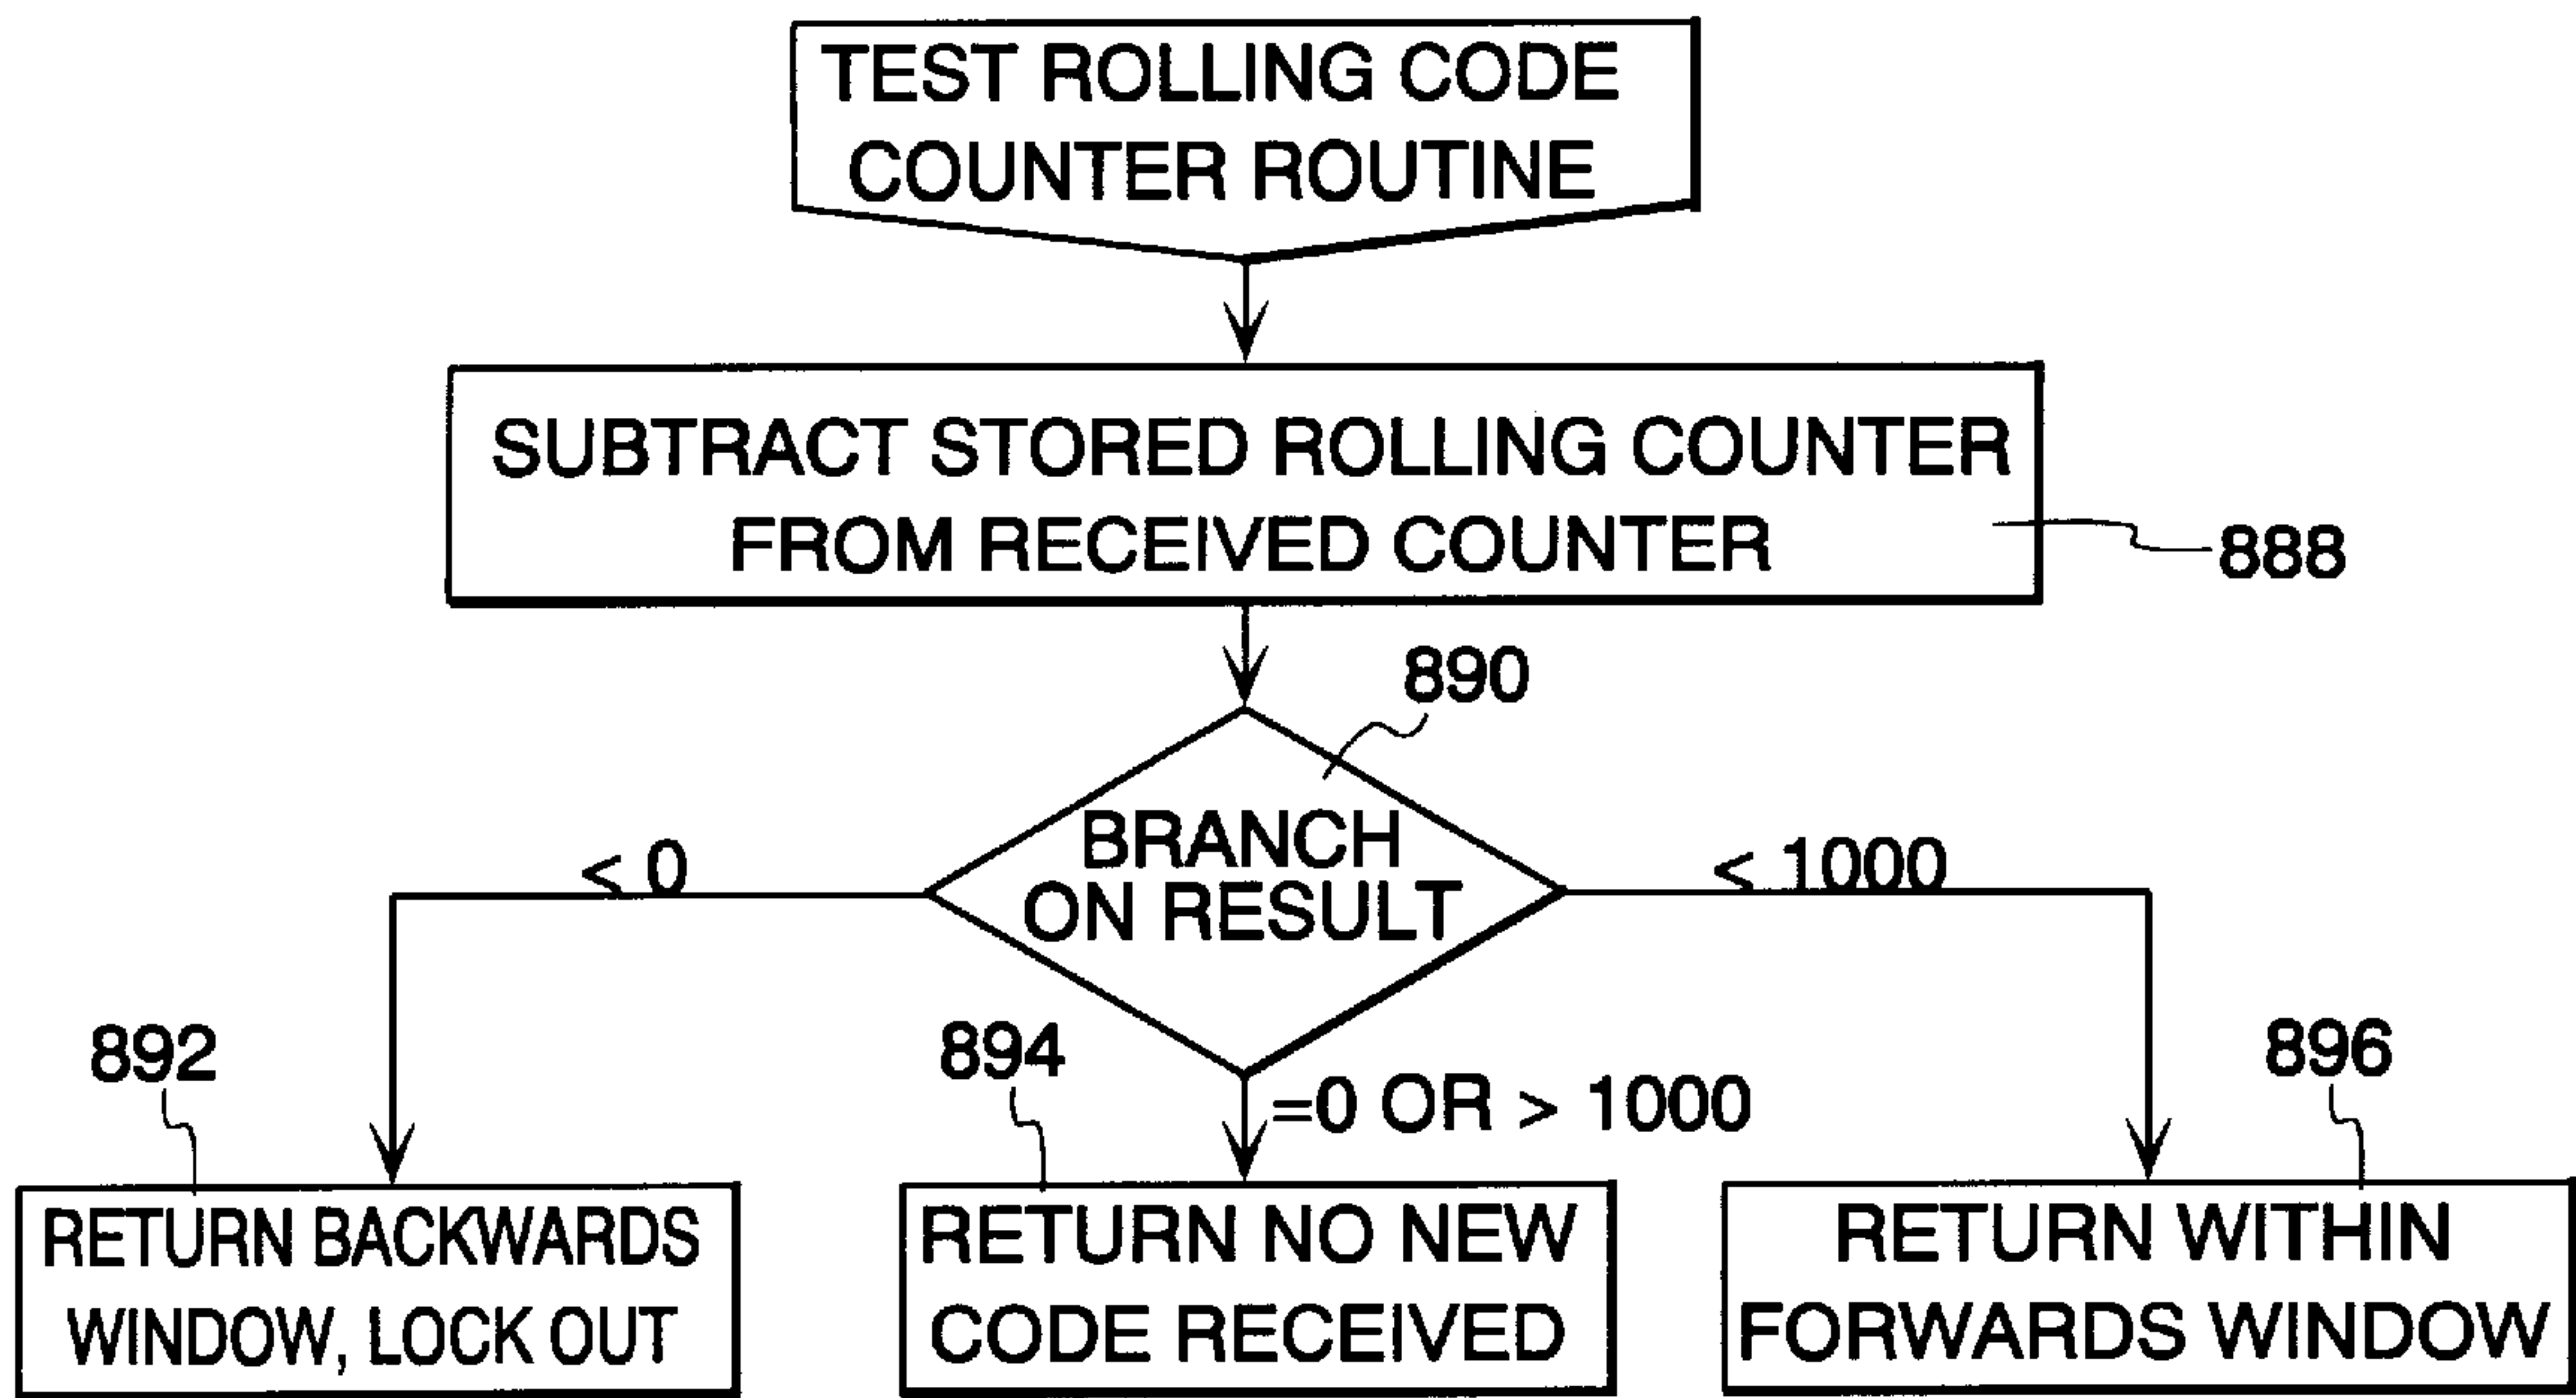 TEST ROLLING CODE
COUNTER ROUTINE
SUBTRACT STORED ROLLING COUNTER
FROM RECEIVED COUNTER
888
890
BRANCH
ON RESULT
< 0
< 1000
=0 OR > 1000
892
RETURN BACKWARDS
WINDOW, LOCK OUT
894
RETURN NO NEW
CODE RECEIVED
896
RETURN WITHIN
FORWARDS WINDOW